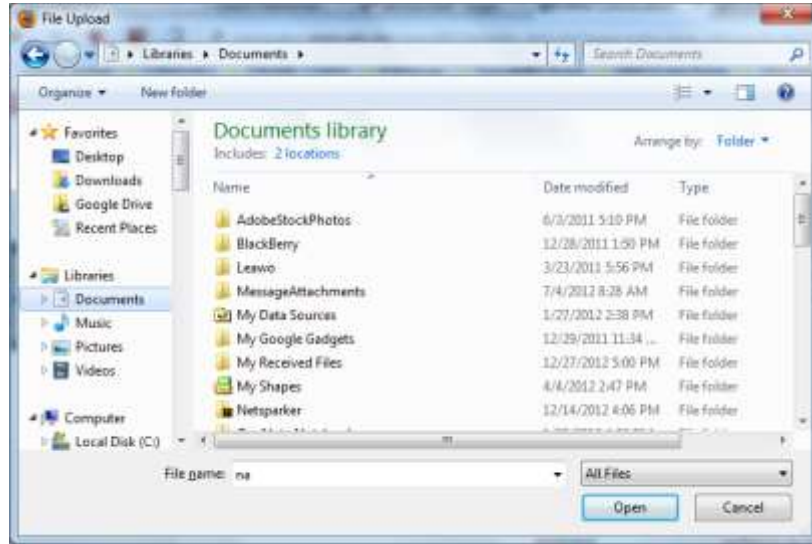 File Upload
Libraries ▸ Documents ▸
Search Documents
Organize
New folder
Favorites
Desktop
Downloads
Google Drive
Recent Places
Libraries
Documents
Music
Pictures
Videos
Computer
Local Disk (C:)
Documents library
Includes: 2 locations
Arrange by: Folder
Name Date modified Type
AdobeStockPhotos 6/3/2011 5:10 PM File folder
BlackBerry 12/28/2011 1:50 PM File folder
Leawo 3/23/2011 5:56 PM File folder
MessageAttachments 7/4/2012 8:28 AM File folder
My Data Sources 1/27/2012 2:38 PM File folder
My Google Gadgets 12/29/2011 11:34 ... File folder
My Received Files 12/27/2012 5:00 PM File folder
My Shapes 4/4/2012 2:47 PM File folder
Netsparker 12/14/2012 4:06 PM File folder
File name: na
All Files
Open
Cancel